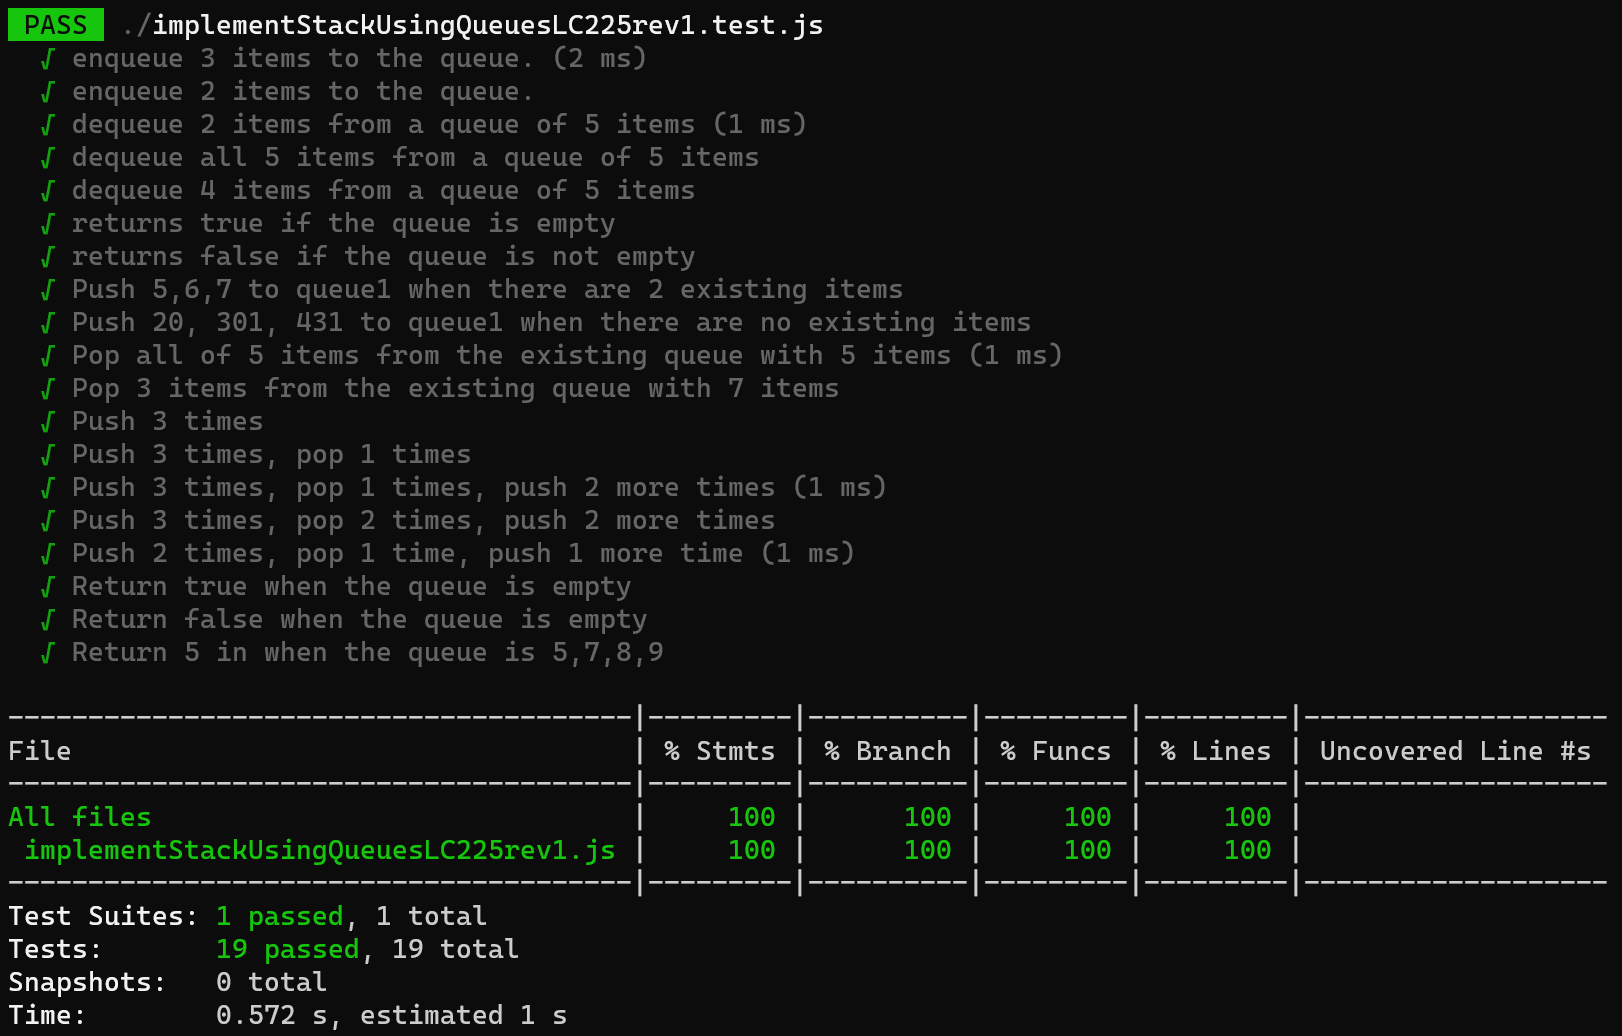 PASS ./implementStackUsingQueuesLC225rev1.test.js
√ enqueue 3 items to the queue. (2 ms)
√ enqueue 2 items to the queue.
√ dequeue 2 items from a queue of 5 items (1 ms)
√ dequeue all 5 items from a queue of 5 items
√ dequeue 4 items from a queue of 5 items
√ returns true if the queue is empty
√ returns false if the queue is not empty
√ Push 5,6,7 to queue1 when there are 2 existing items
√ Push 20, 301, 431 to queue1 when there are no existing items
√ Pop all of 5 items from the existing queue with 5 items (1 ms)
√ Pop 3 items from the existing queue with 7 items
√ Push 3 times
√ Push 3 times, pop 1 times
√ Push 3 times, pop 1 times, push 2 more times (1 ms)
√ Push 3 times, pop 2 times, push 2 more times
√ Push 2 times, pop 1 time, push 1 more time (1 ms)
√ Return true when the queue is empty
√ Return false when the queue is empty
√ Return 5 in when the queue is 5,7,8,9
---------------------------------------|---------|----------|---------|---------|-------------------
File                                   | % Stmts | % Branch | % Funcs | % Lines | Uncovered Line #s
---------------------------------------|---------|----------|---------|---------|-------------------
All files                              |     100 |      100 |     100 |     100 |
 implementStackUsingQueuesLC225rev1.js |     100 |      100 |     100 |     100 |
---------------------------------------|---------|----------|---------|---------|-------------------
Test Suites: 1 passed, 1 total
Tests:       19 passed, 19 total
Snapshots:   0 total
Time:        0.572 s, estimated 1 s